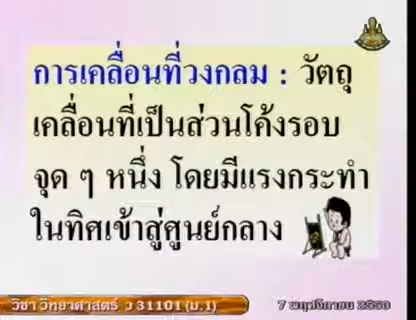 การเคลื่อนที่วงกลม : วัตถุ
เคลื่อนที่เป็นส่วนโค้งรอบ
จุด ๆ หนึ่ง โดยมีแรงกระทำ
ในทิศเข้าสู่ศูนย์กลาง
วิชา วิทยาศาสตร์ ว 31101 (ม.1)
7 พฤศจิกายน 2550